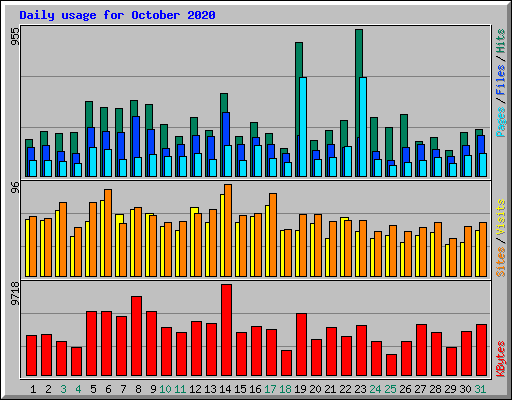 Daily usage for October 2020
955
Pages / Files / Hits
96
Sites / Visits
9718
KBytes
1 2 3 4 5 6 7 8 9 10 11 12 13 14 15 16 17 18 19 20 21 22 23 24 25 26 27 28 29 30 31